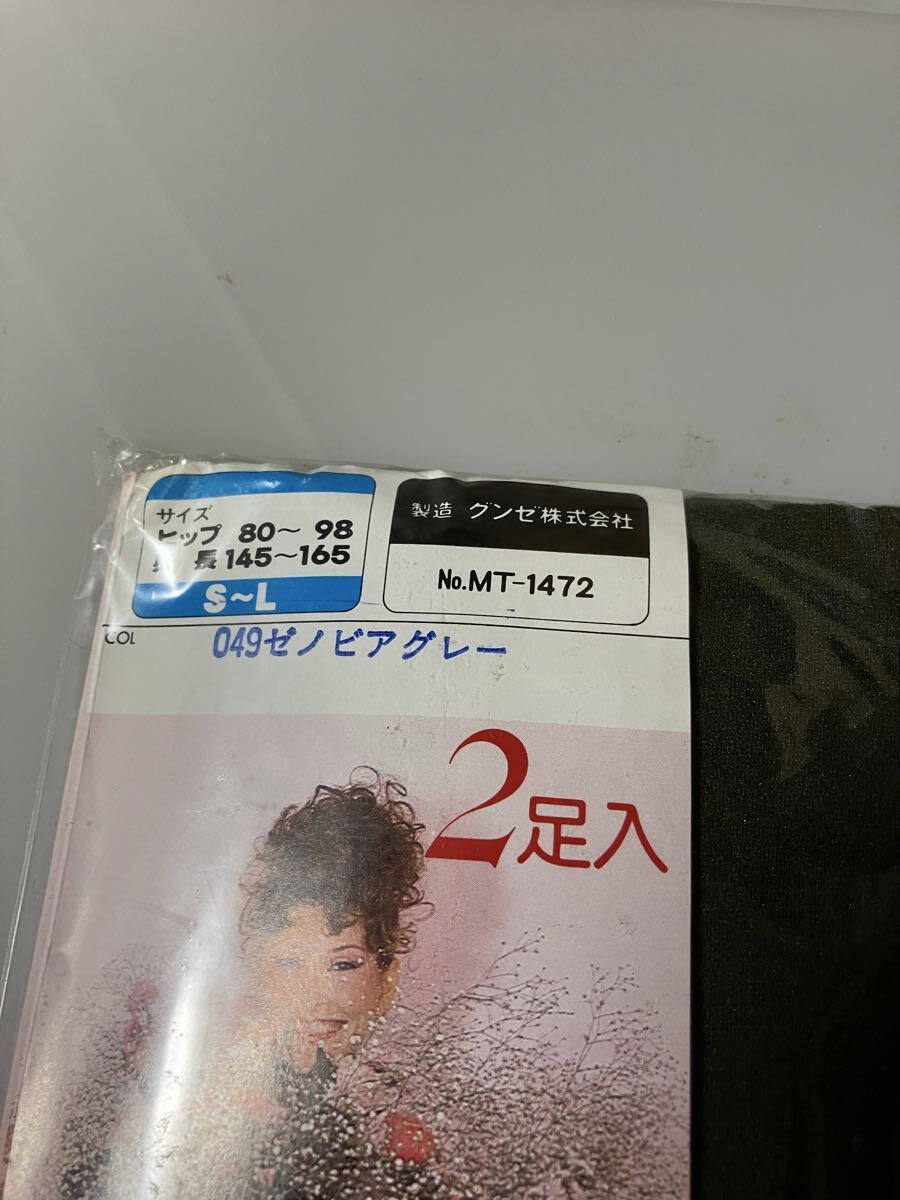 サイズ
ヒップ 80～98
長 145～165
S～L
製造 グンゼ株式会社
No.MT-1472
COL
049ゼノビアグレー
2足入